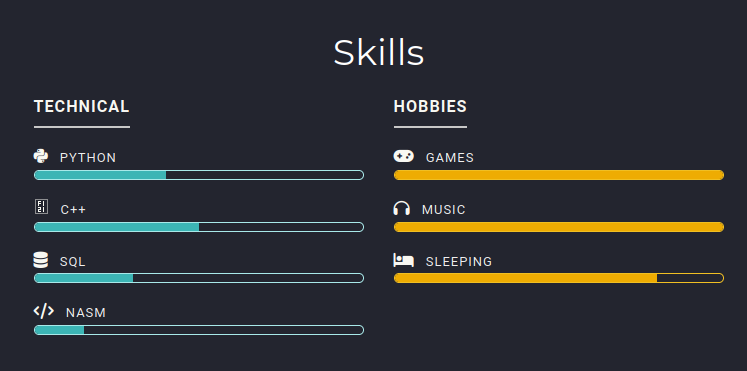 Skills
TECHNICAL
PYTHON
C++
SQL
NASM
HOBBIES
GAMES
MUSIC
SLEEPING